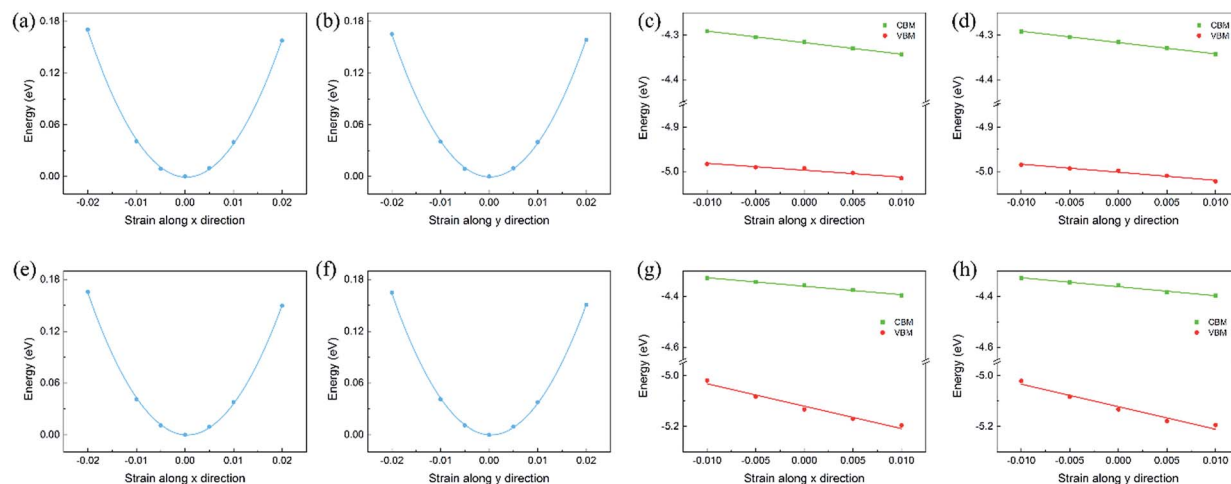 (a)
0.18
0.12
0.06
0.00
Energy (eV)
-0.02 -0.01 0.00 0.01 0.02
Strain along x direction
(b)
0.18
0.12
0.06
0.00
Energy (eV)
-0.02 -0.01 0.00 0.01 0.02
Strain along y direction
(c)
CBM
VBM
-4.3
-4.4
-4.9
-5.0
Energy (eV)
-0.010 -0.005 0.000 0.005 0.010
Strain along x direction
(d)
CBM
VBM
-4.3
-4.4
-4.9
-5.0
Energy (eV)
-0.010 -0.005 0.000 0.005 0.010
Strain along y direction
(e)
0.18
0.12
0.06
0.00
Energy (eV)
-0.02 -0.01 0.00 0.01 0.02
Strain along x direction
(f)
0.18
0.12
0.06
0.00
Energy (eV)
-0.02 -0.01 0.00 0.01 0.02
Strain along y direction
(g)
-4.4
CBM
VBM
-4.6
-5.0
-5.2
Energy (eV)
-0.010 -0.005 0.000 0.005 0.010
Strain along x direction
(h)
-4.4
CBM
VBM
-4.6
-5.0
-5.2
Energy (eV)
-0.010 -0.005 0.000 0.005 0.010
Strain along y direction